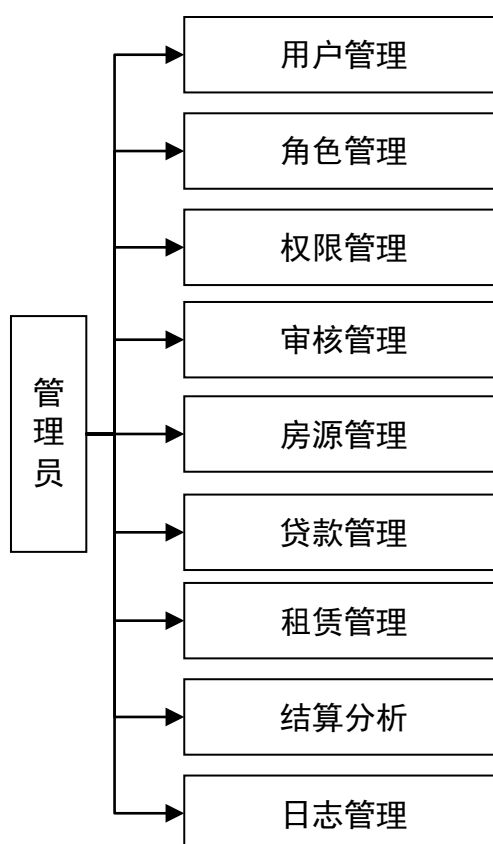 用户管理
角色管理
权限管理
审核管理
管理员
房源管理
贷款管理
租赁管理
结算分析
日志管理